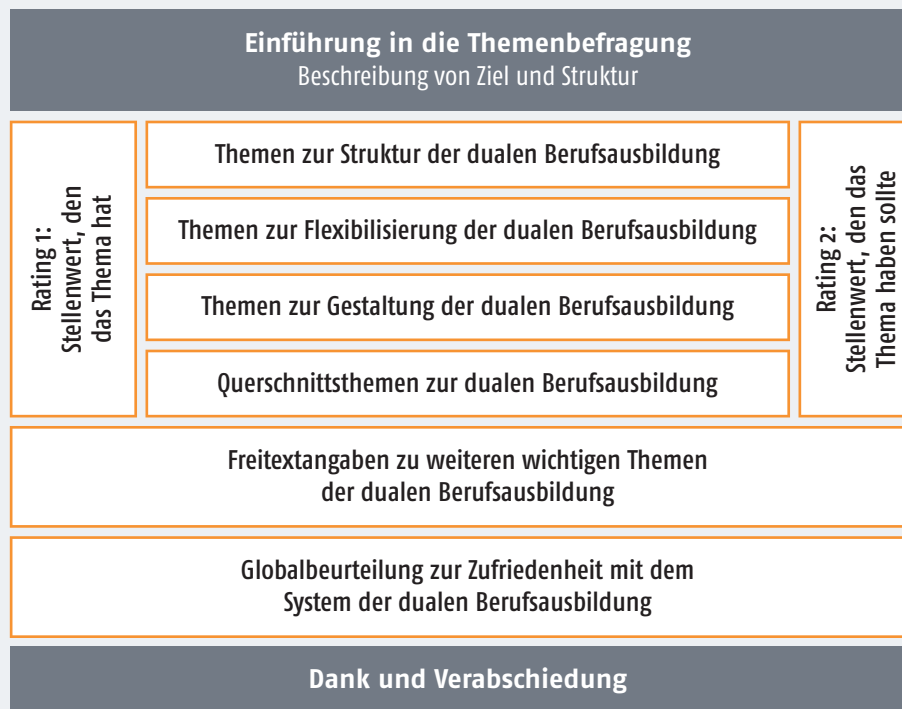 Einführung in die Themenbefragung
Beschreibung von Ziel und Struktur
Rating 1:
Stellenwert, den
das Thema hat
Themen zur Struktur der dualen Berufsausbildung
Themen zur Flexibilisierung der dualen Berufsausbildung
Themen zur Gestaltung der dualen Berufsausbildung
Querschnittsthemen zur dualen Berufsausbildung
Rating 2:
Stellenwert, den das
Thema haben sollte
Freitextangaben zu weiteren wichtigen Themen
der dualen Berufsausbildung
Globalbeurteilung zur Zufriedenheit mit dem
System der dualen Berufsausbildung
Dank und Verabschiedung